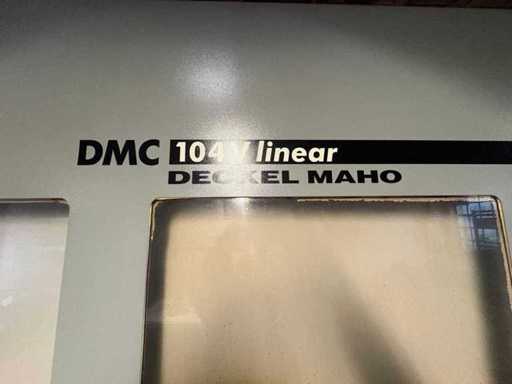 DMC 104V linear
DECKEL MAHO